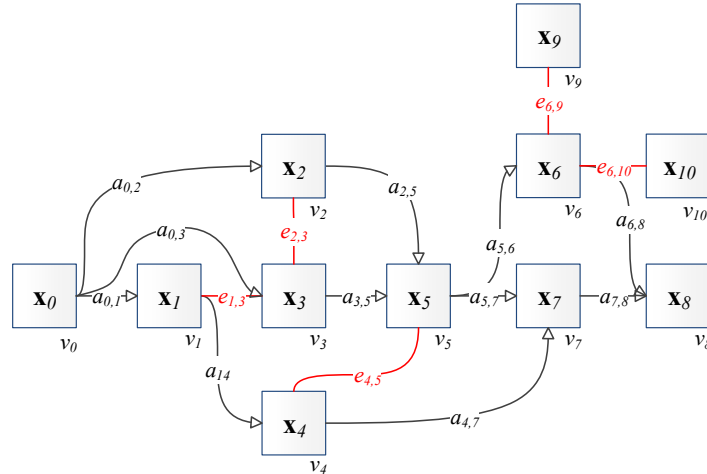 x9
v9
e6,9
x2
v2
a0,2
a2,5
x6
v6
e6,10
x10
v10
a0,3
e2,3
a5,6
a6,8
x0
v0
a0,1
x1
v1
e1,3
x3
v3
a3,5
x5
v5
a5,7
x7
v7
a7,8
x8
v8
a14
e4,5
x4
v4
a4,7